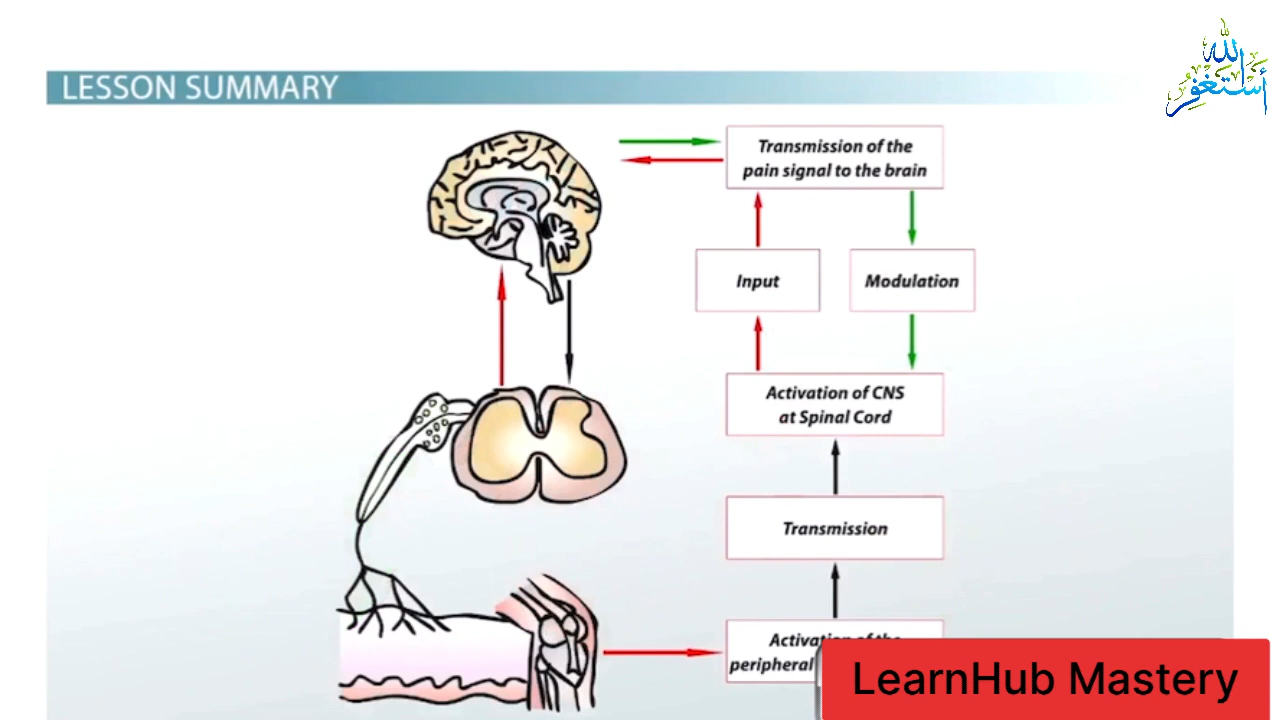 LESSON SUMMARY
أستغفر الله
Transmission of the
pain signal to the brain
Input
Modulation
Activation of CNS
at Spinal Cord
Transmission
Activation of the
peripheral
LearnHub Mastery